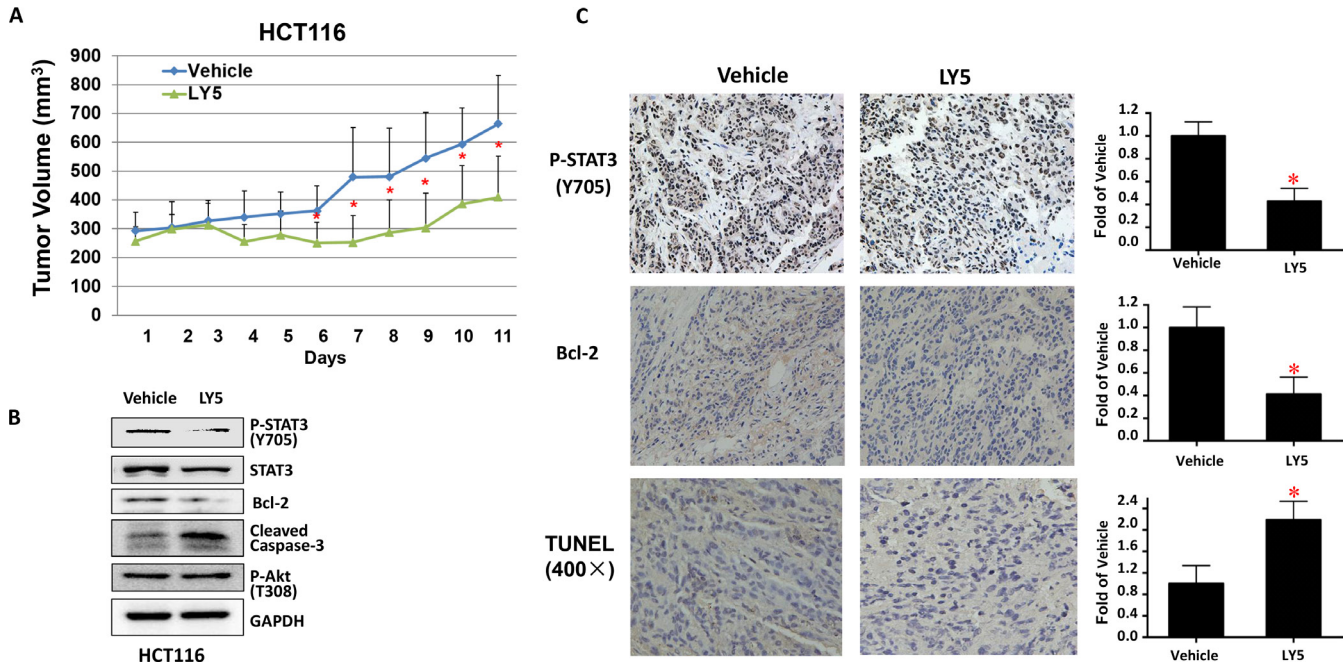 A
HCT116
Tumor Volume (mm³)
900
800
700
600
500
400
300
200
100
0
Vehicle
LY5
*
*
*
*
*
*
1 2 3 4 5 6 7 8 9 10 11
Days
B
Vehicle LY5
P-STAT3
(Y705)
STAT3
Bcl-2
Cleaved
Caspase-3
P-Akt
(T308)
GAPDH
HCT116
C
Vehicle LY5
P-STAT3
(Y705)
*
Fold of Vehicle
1.2
1.0
0.8
0.6
0.4
0.2
0.0
*
Vehicle LY5
Bcl-2
Fold of Vehicle
1.2
1.0
0.8
0.6
0.4
0.2
0.0
*
Vehicle LY5
TUNEL
(400×)
Fold of Vehicle
2.4
2.0
1.6
1.2
0.8
0.4
0.0
*
Vehicle LY5